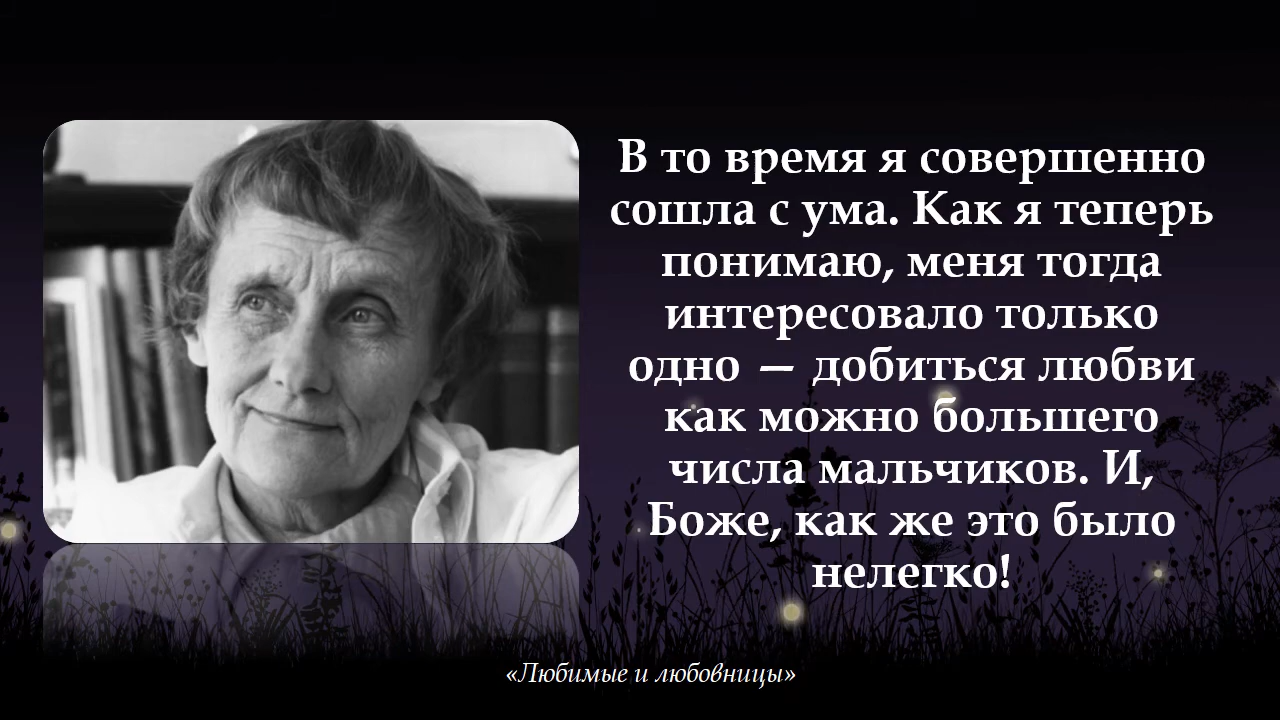 В то время я совершенно
сошла с ума. Как я теперь
понимаю, меня тогда
интересовало только
одно — добиться любви
как можно большего
числа мальчиков. И,
Боже, как же это было
нелегко!
«Любимые и любовницы»